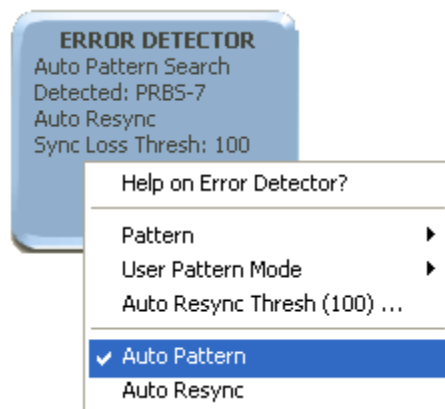 ERROR DETECTOR
Auto Pattern Search
Detected: PRBS-7
Auto Resync
Sync Loss Thresh: 100
Help on Error Detector?
Pattern
User Pattern Mode
Auto Resync Thresh (100) ...
Auto Pattern
Auto Resync